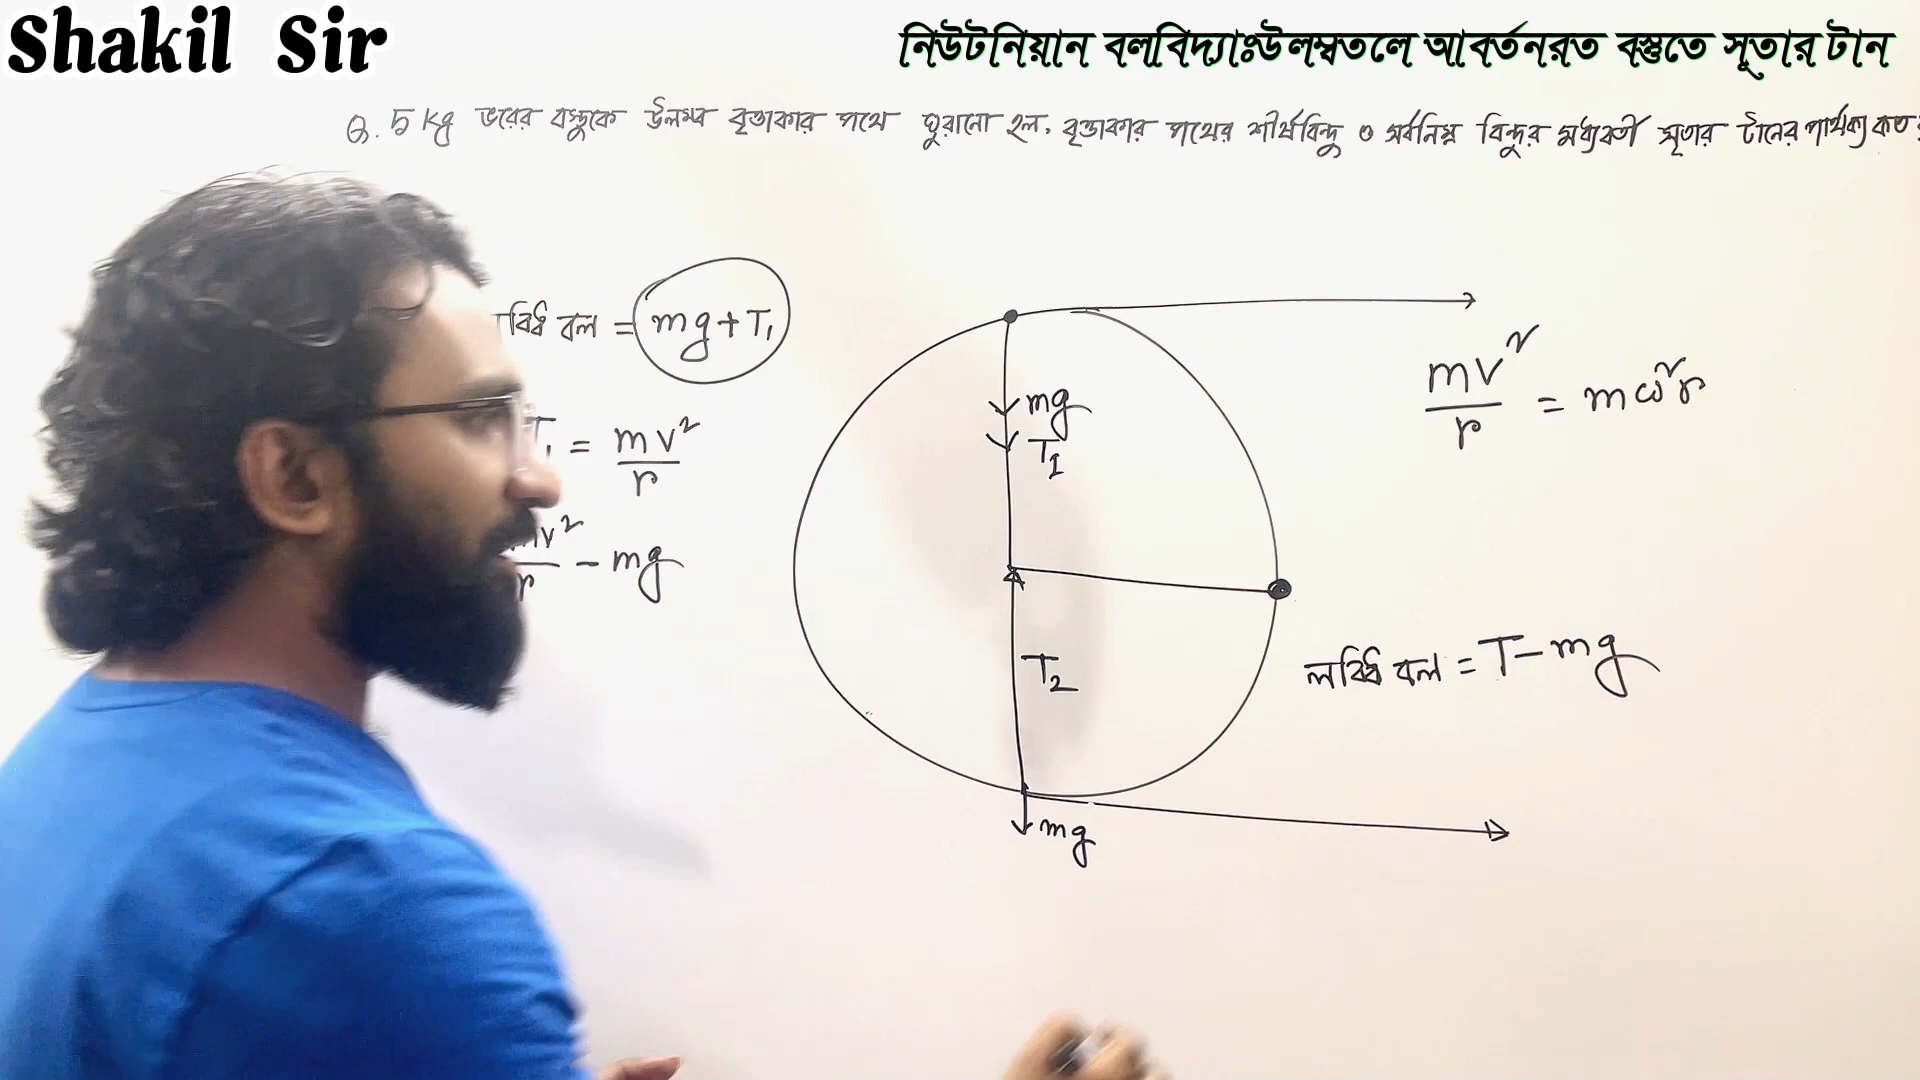 Shakil Sir
নিউটনিয়ান বলবিদ্যাঃউলম্বতলে আবর্তনরত বস্তুতে সূতার টান
Q. 5 kg ভরের বস্তুকে উলম্ব বৃত্তাকার পথে ঘুরানো হল. বৃত্তাকার পথের শীর্ষবিন্দু ও সর্বনিম্ন বিন্দুর মধ্যবর্তী সূতার টানের পার্থক্য কত
বল = mg + T₁
T₁ = mv²/r
mv²/r - mg
mg
T₁
T₂
mg
mv²/r = mω²r
লব্ধি বল = T - mg